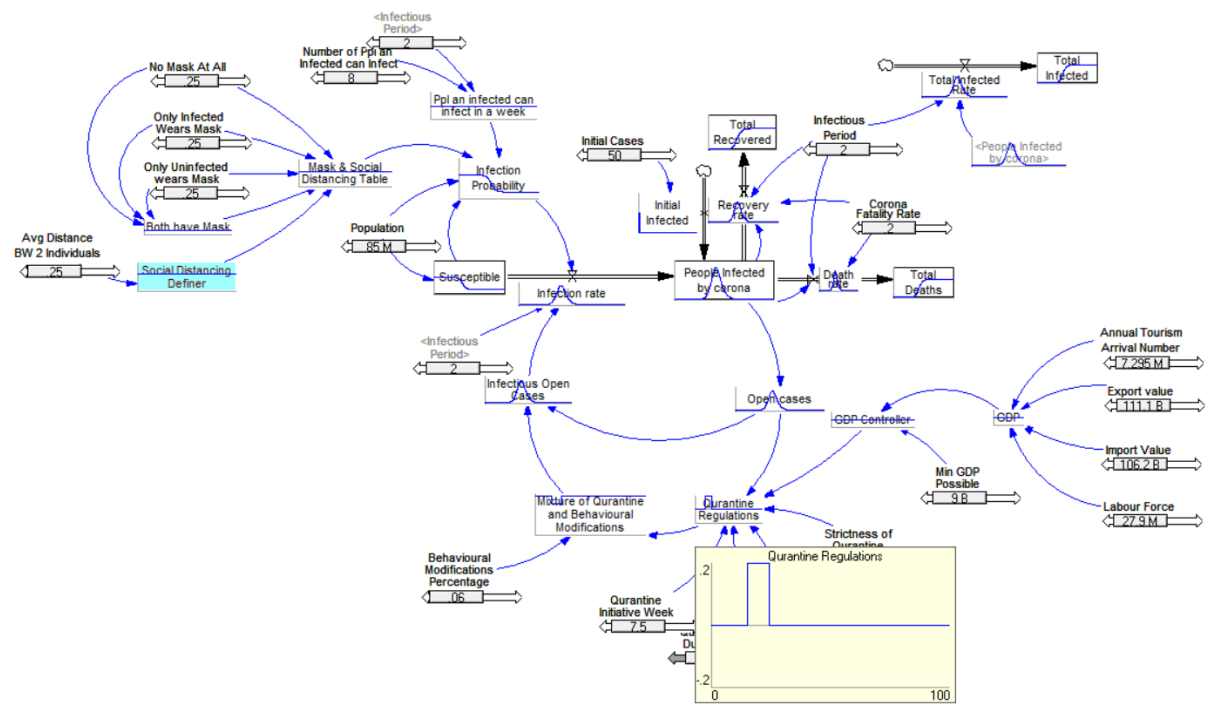 <Infectious
Period>
2
Number of Ppl an
Infected can Infect
8
No Mask At All
.25
Ppl an infected can
infect in a week
Only Infected
Wears Mask
.25
Only Uninfected
wears Mask
.25
Mask & Social
Distancing Table
Both have Mask
Infection
Probability
Avg Distance
BW 2 Individuals
.25
Social Distancing
Definer
Population
85 M
Susceptible
Infection rate
<Infectious
Period>
2
Initial Cases
50
Initial
Infected
Total
Recovered
Recovery
rate
People Infected
by corona
Infectious
Period
2
Total Infected
Rate
Total
Infected
<People Infected
by corona>
Corona
Fatality Rate
.2
Death
rate
Total
Deaths
Infectious Open
Cases
Open cases
GDP Controller
GDP
Annual Tourism
Arrival Number
7.295 M
Export value
111.1 B
Import Value
106.2 B
Labour Force
27.9 M
Min GDP
Possible
9 B
Mixture of Qurantine
and Behavioural
Modifications
Qurantine
Regulations
Strictness of
Qurantine
Behavioural
Modifications
Percentage
.06
Qurantine
Initiative Week
7.5
Du
Qurantine Regulations
.2
-.2
0
100